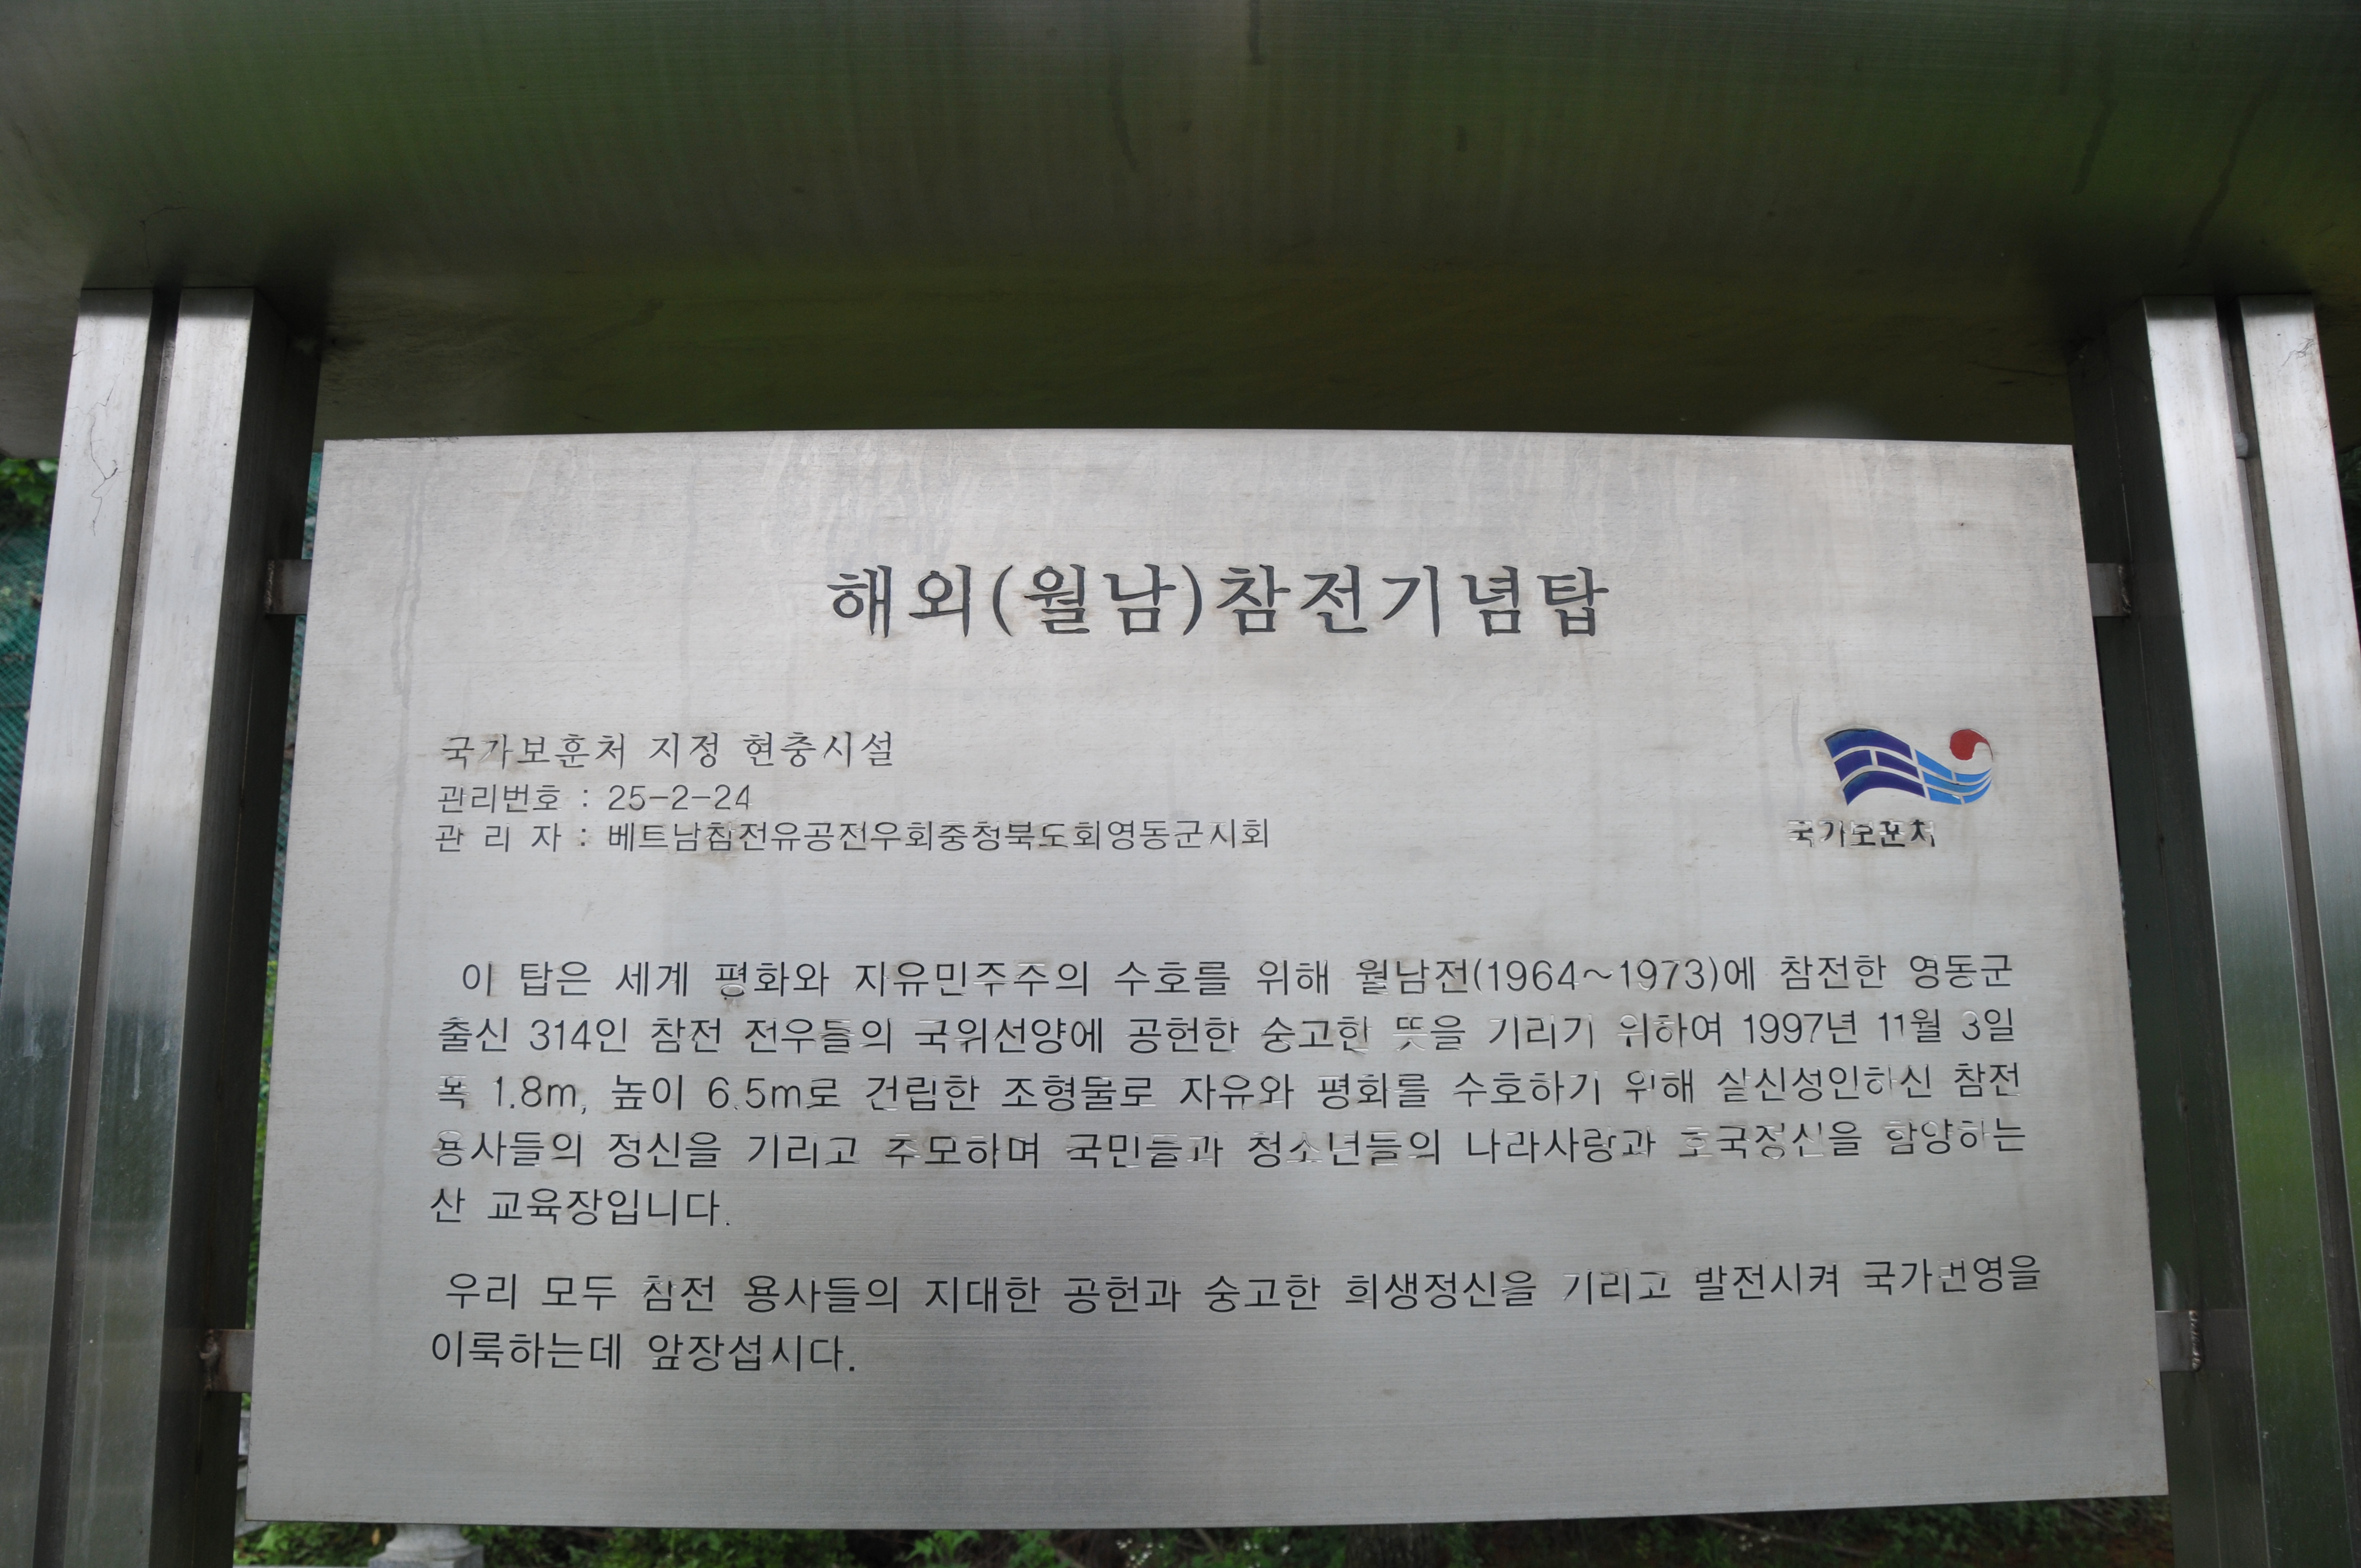 해외(월남)참전기념탑
국가보훈처 지정 현충시설
관리번호 : 25-2-24
관 리 자 : 베트남참전유공전우회중청북도회영동군지회
국가보훈처
이 탑은 세계 평화와 자유민주주의 수호를 위해 월남전(1964~1973)에 참전한 영동군
출신 314인 참전 전우들의 국위선양에 공헌한 숭고한 뜻을 기리기 위하여 1997년 11월 3일
폭 1.8m, 높이 6.5m로 건립한 조형물로 자유와 평화를 수호하기 위해 살신성인하신 참전
용사들의 정신을 기리고 추모하며 국민들과 청소년들의 나라사랑과 호국정신을 함양하는
산 교육장입니다.
우리 모두 참전 용사들의 지대한 공헌과 숭고한 희생정신을 기리고 발전시켜 국가번영을
이룩하는데 앞장섭시다.